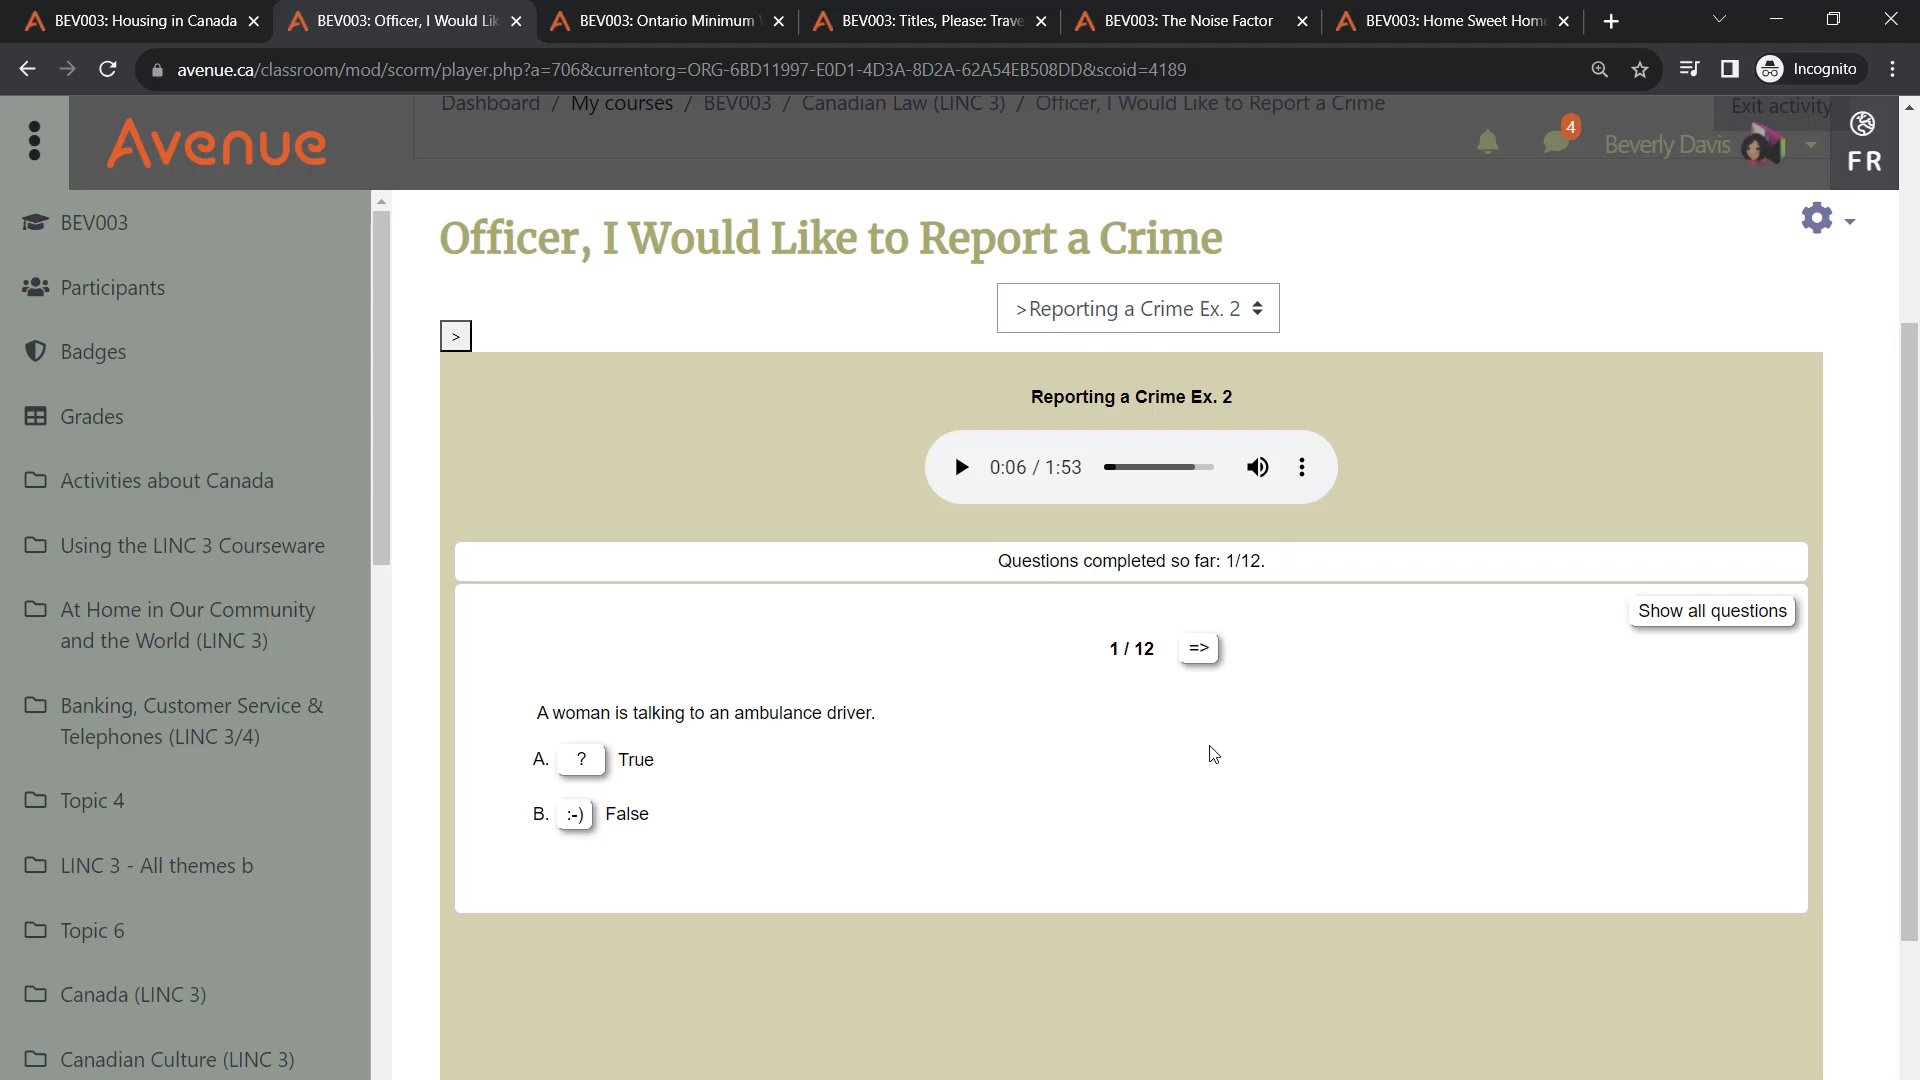 BEV003: Housing in Canada
BEV003: Officer, I Would Lik
BEV003: Ontario Minimum
BEV003: Titles, Please: Trave
BEV003: The Noise Factor
BEV003: Home Sweet Home
avenue.ca/classroom/mod/scorm/player.php?a=706&currentorg=ORG-6BD11997-E0D1-4D3A-8D2A-62A54EB508DD&scoid=4189
Incognito
Dashboard / My courses / BEV003 / Canadian Law (LINC 3) / Officer, I Would Like to Report a Crime
Exit activity
Avenue
4
Beverly Davis
FR
BEV003
Participants
Badges
Grades
Activities about Canada
Using the LINC 3 Courseware
At Home in Our Community
and the World (LINC 3)
Banking, Customer Service &
Telephones (LINC 3/4)
Topic 4
LINC 3 - All themes b
Topic 6
Canada (LINC 3)
Canadian Culture (LINC 3)
Officer, I Would Like to Report a Crime
>Reporting a Crime Ex. 2
>
Reporting a Crime Ex. 2
0:06 / 1:53
Questions completed so far: 1/12.
Show all questions
1 / 12 =>
A woman is talking to an ambulance driver.
A. ? True
B. :-) False